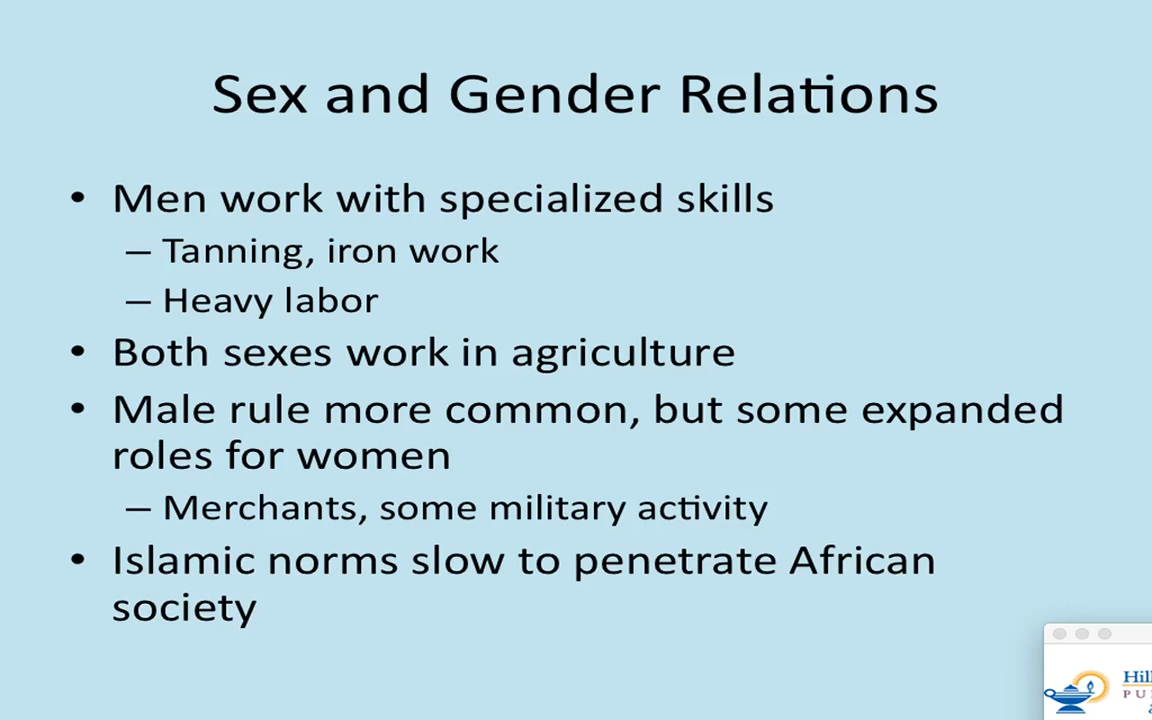 Sex and Gender Relations
• Men work with specialized skills
– Tanning, iron work
– Heavy labor
• Both sexes work in agriculture
• Male rule more common, but some expanded
roles for women
– Merchants, some military activity
• Islamic norms slow to penetrate African
society